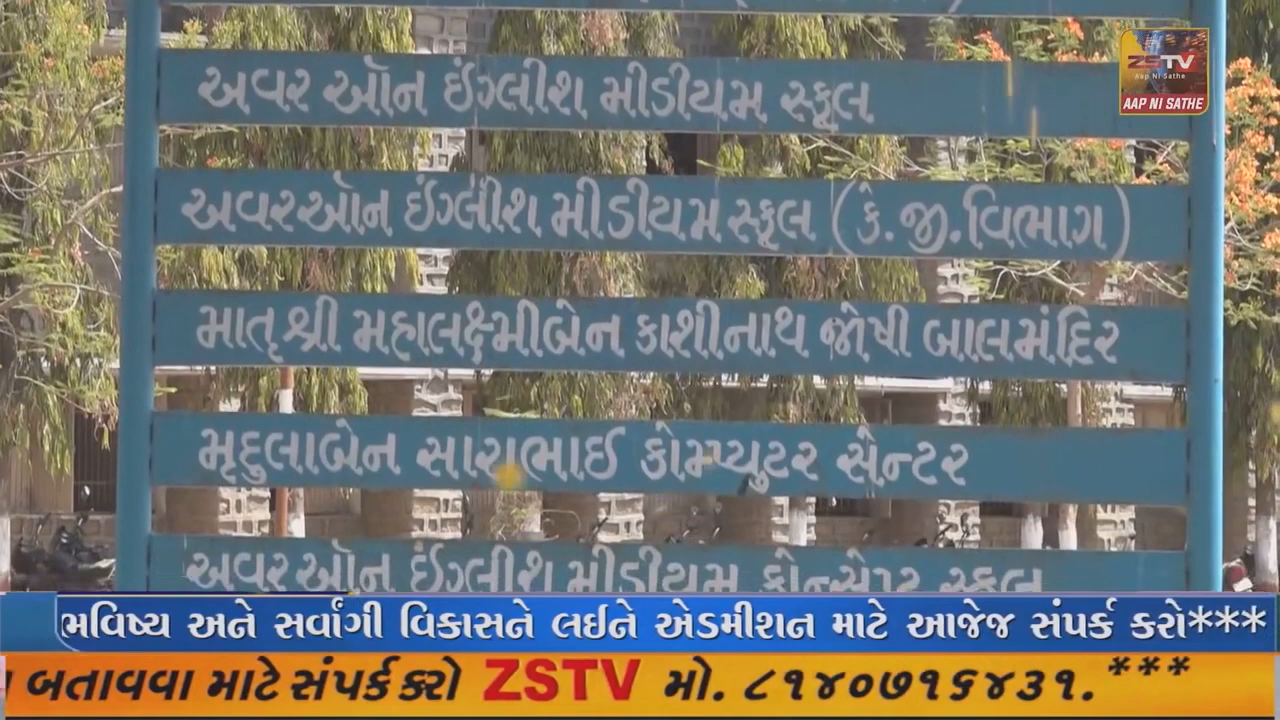 ZSTV
Aap Ni Sathe
AAP NI SATHE
અવર ઑન ઈંગ્લીશ મીડીયમ સ્કૂલ
અવરઑન ઈંગ્લીશ મીડીયમ સ્કૂલ (કે.જી.વિભાગ)
માતૃશ્રી મહાલક્ષ્મીબેન કાશીનાથ જોષી બાલમંદિર
મૃદુલાબેન સારાભાઈ કોમ્પ્યુટર સેન્ટર
અવર ઑન ઈંગ્લીશ મીડીયમ કોન્સેપ્ટ સ્કૂલ
ભવિષ્ય અને સર્વાંગી વિકાસને લઇને એડમીશન માટે આજેજ સંપર્ક કરો***
બતાવવા માટે સંપર્ક કરો ZSTV મો. ૮૧૪૦૭૧૬૪૩૧.***